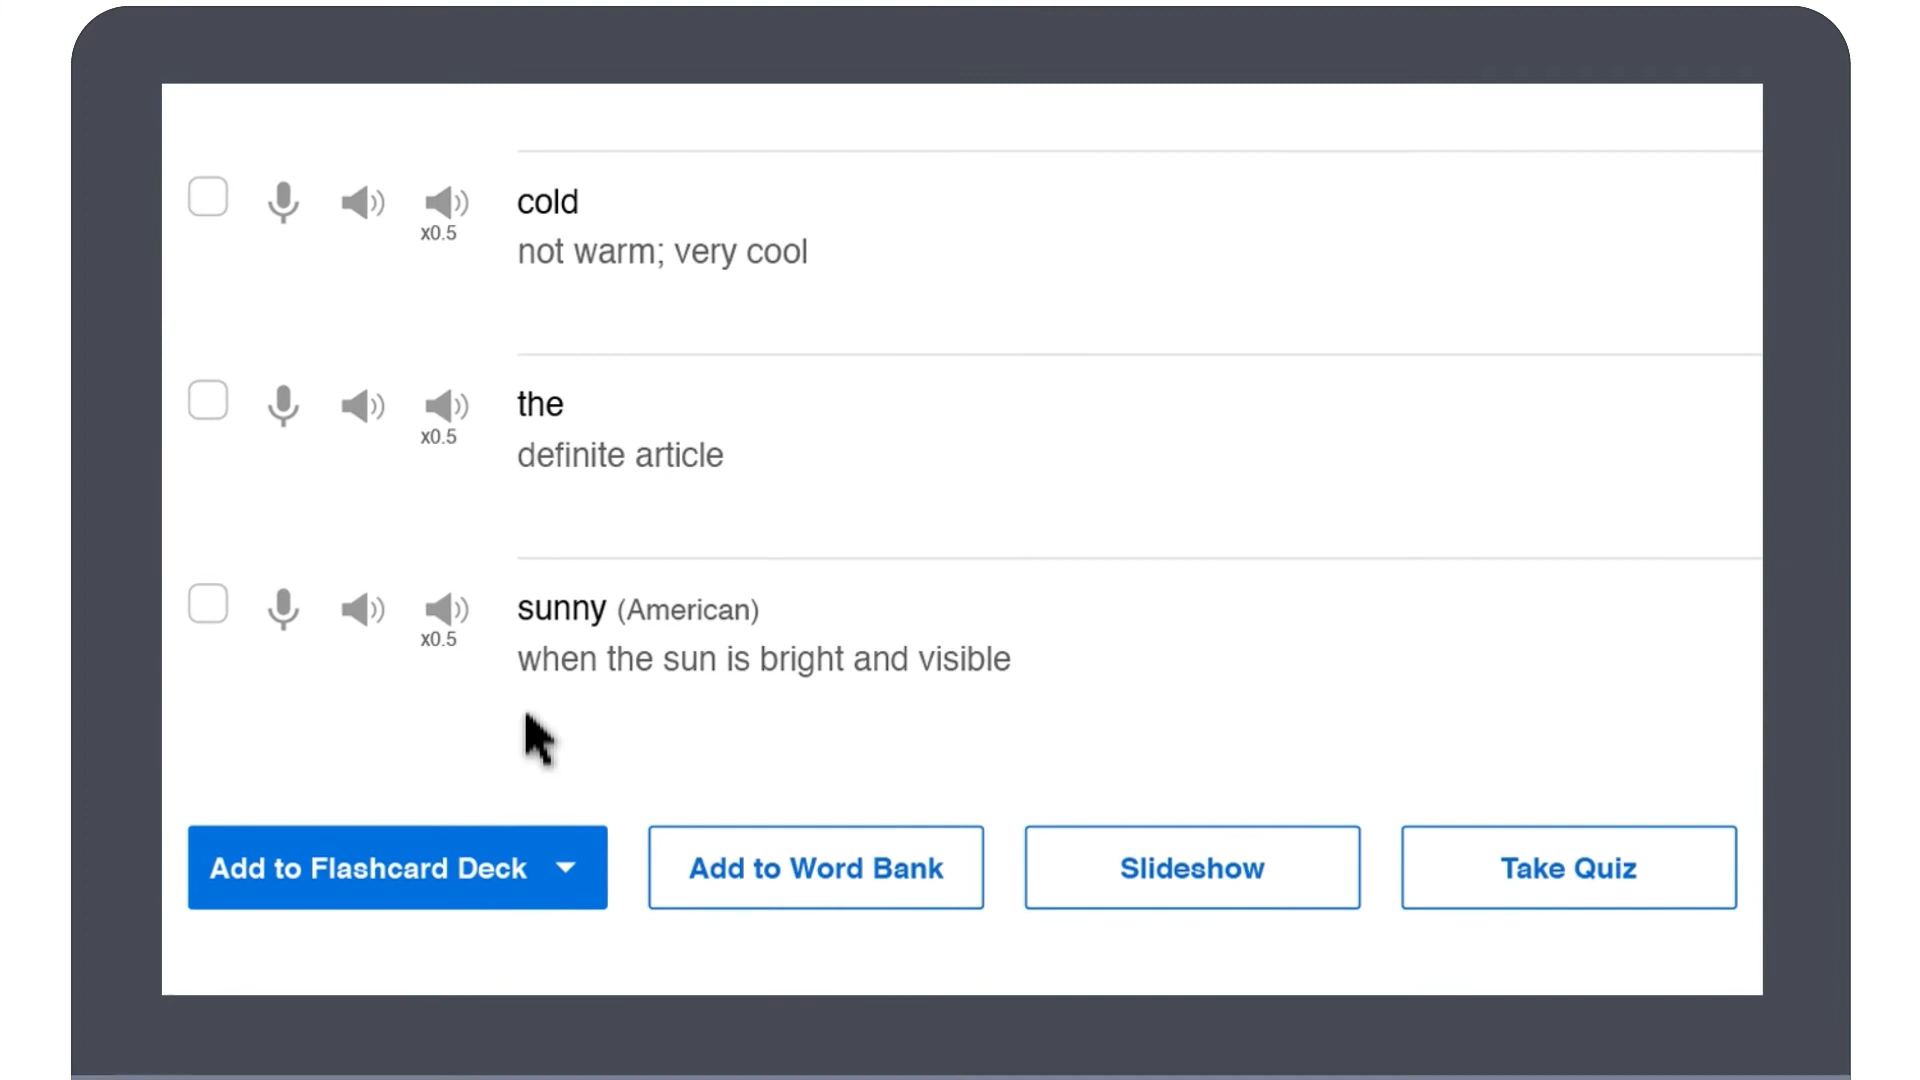 cold
x0.5
not warm; very cool
the
x0.5
definite article
sunny (American)
x0.5
when the sun is bright and visible
Add to Flashcard Deck
Add to Word Bank
Slideshow
Take Quiz